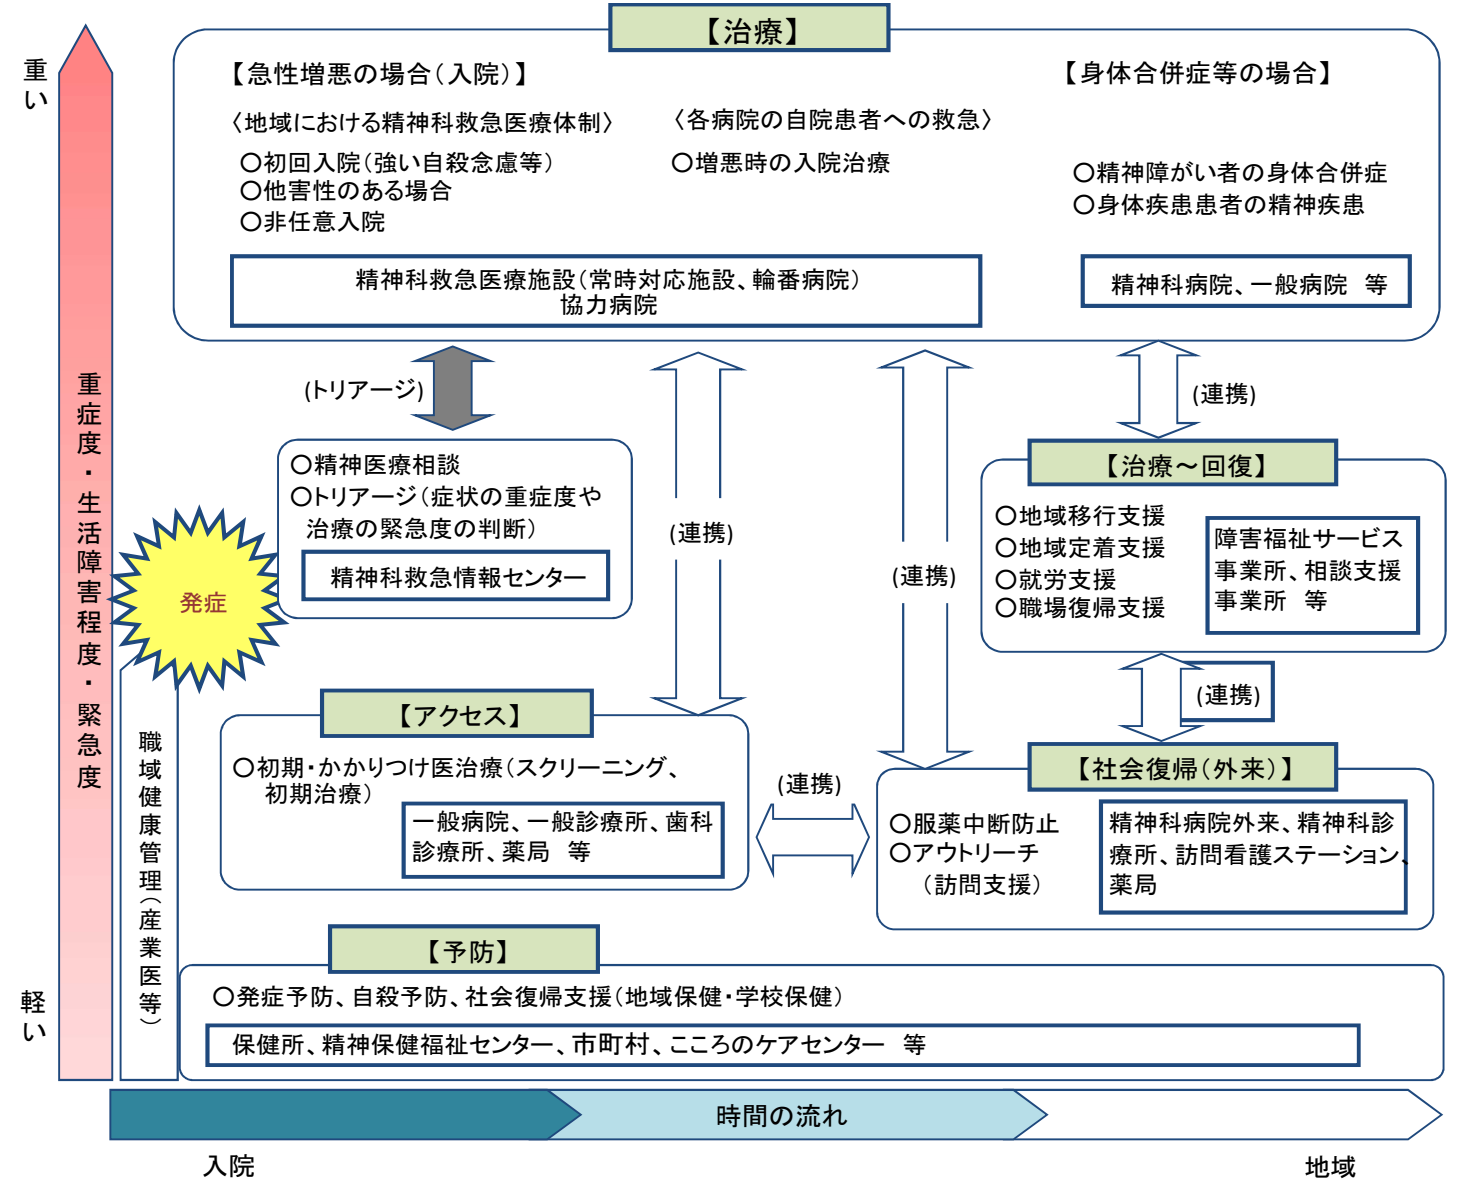 【治療】
重い
【急性増悪の場合（入院）】
【身体合併症等の場合】
〈地域における精神科救急医療体制〉
〈各病院の自院患者への救急〉
○初回入院（強い自殺念慮等）
○他害性のある場合
○非任意入院
○増悪時の入院治療
○精神障がい者の身体合併症
○身体疾患患者の精神疾患
精神科救急医療施設（常時対応施設、輪番病院）
協力病院
精神科病院、一般病院　等
重症度・生活障害程度・緊急度
(トリアージ)
(連携)
○精神医療相談
○トリアージ（症状の重症度や
治療の緊急度の判断）
精神科救急情報センター
発症
(連携)
(連携)
【治療～回復】
○地域移行支援
○地域定着支援
○就労支援
○職場復帰支援
障害福祉サービス
事業所、相談支援
事業所　等
(連携)
【アクセス】
○初期・かかりつけ医治療（スクリーニング、
初期治療）
一般病院、一般診療所、歯科
診療所、薬局　等
(連携)
【社会復帰（外来）】
○服薬中断防止
○アウトリーチ
（訪問支援）
精神科病院外来、精神科診
療所、訪問看護ステーション、
薬局
職域健康管理（産業医等）
【予防】
○発症予防、自殺予防、社会復帰支援（地域保健・学校保健）
保健所、精神保健福祉センター、市町村、こころのケアセンター　等
軽い
時間の流れ
入院
地域